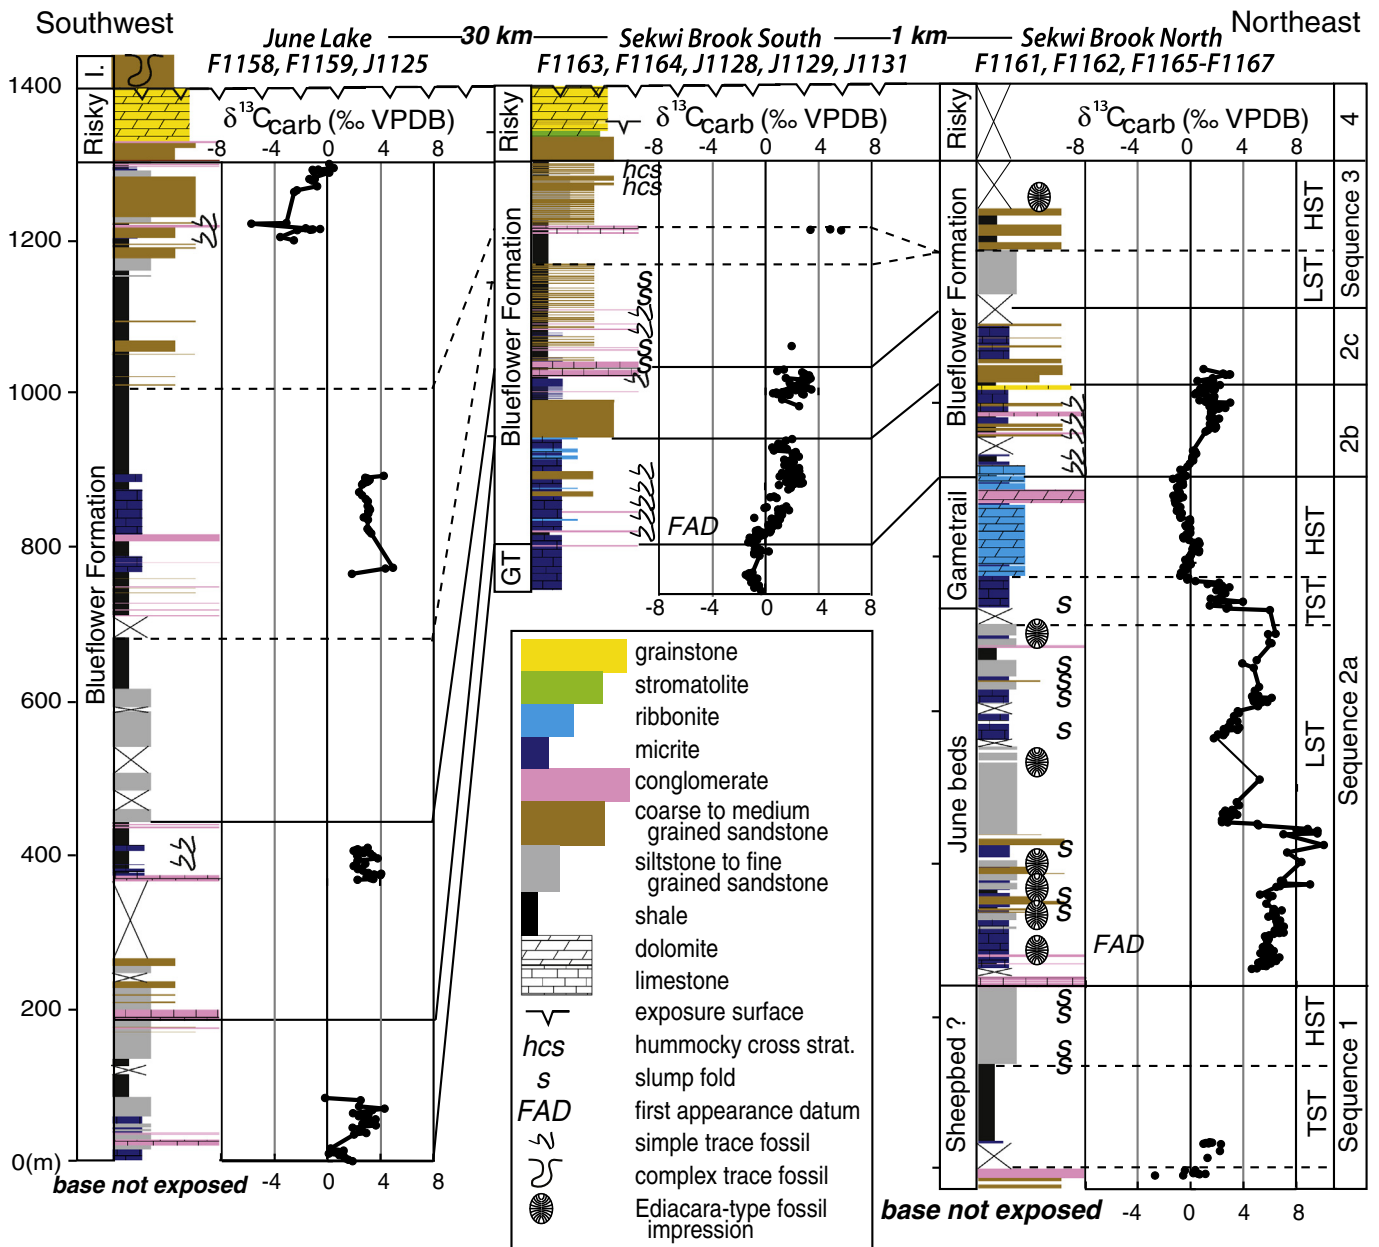 Southwest
Northeast
June Lake
30 km
Sekwi Brook South
1 km
Sekwi Brook North
F1158, F1159, J1125
F1163, F1164, J1128, J1129, J1131
F1161, F1162, F1165-F1167
1400
1200
1000
800
600
400
200
0(m)
I.
Risky
Blueflower Formation
δ13Ccarb (‰ VPDB)
-8 -4 0 4 8
-4 0 4 8
base not exposed
Risky
Blueflower Formation
GT
δ13Ccarb (‰ VPDB)
-8 -4 0 4 8
hcs
hcs
s
s
s
s
s
FAD
-8 -4 0 4 8
Risky
Blueflower Formation
Gametrail
June beds
Sheepbed ?
δ13Ccarb (‰ VPDB)
-8 -4 0 4 8
s
s
s
s
s
s
s
s
FAD
s
s
s
s
-4 0 4 8
base not exposed
4
HST
LST
Sequence 3
2c
2b
HST
TST
LST
Sequence 2a
HST
TST
Sequence 1
grainstone
stromatolite
ribbonite
micrite
conglomerate
coarse to medium
grained sandstone
siltstone to fine
grained sandstone
shale
dolomite
limestone
exposure surface
hcs hummocky cross strat.
s slump fold
FAD first appearance datum
simple trace fossil
complex trace fossil
Ediacara-type fossil
impression